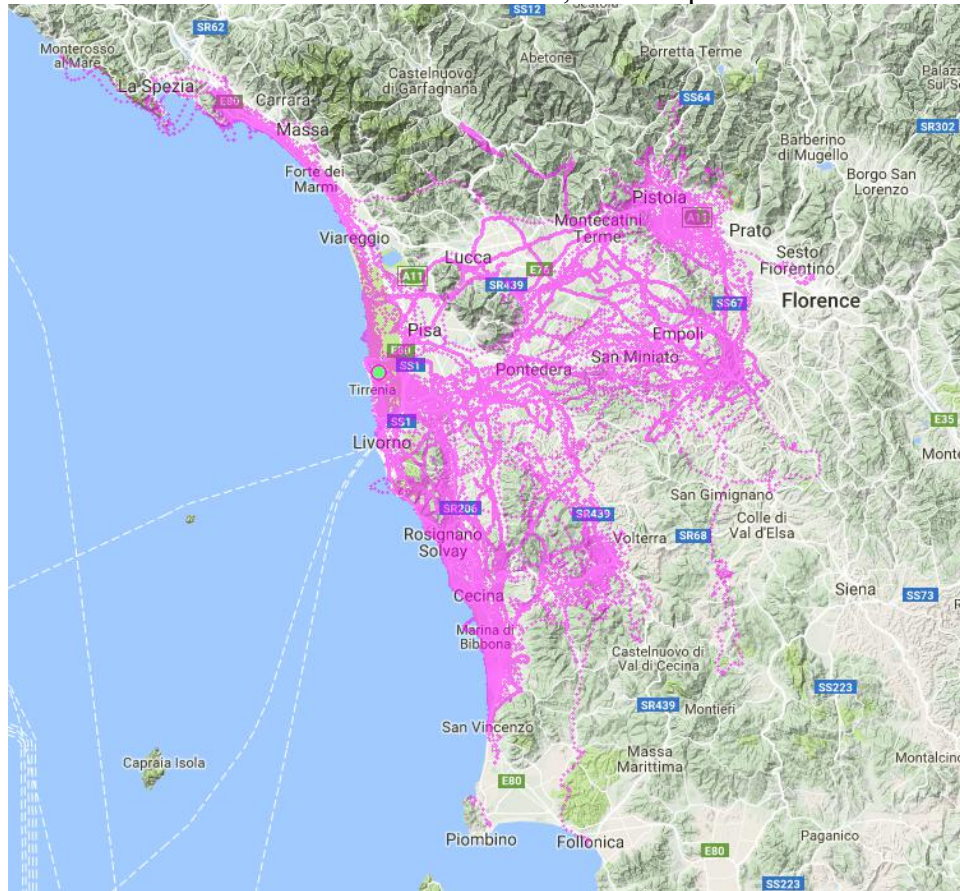 SS12
Sestola
SR62
Monterosso
al Mare
Abetone
Porretta Terme
La Spezia
Castelnuovo
di Garfagnana
E80
Carrara
SS64
Massa
SR302
Barberino
di Mugello
Forte dei
Marmi
Borgo San
Lorenzo
Pistoia
A11
Montecatini
Terme
Prato
Viareggio
Lucca
E76
Sesto
Fiorentino
A11
SR439
SS67
Florence
Pisa
Empoli
E80
San Miniato
SS1
Pontedera
Tirrenia
SS1
E35
Livorno
San Gimignano
SR206
SR439
Colle di
Val d'Elsa
Rosignano
Solvay
Volterra
SR68
Cecina
Siena
SS73
Marina di
Bibbona
Castelnuovo di
Val di Cecina
SS223
SR439
Montieri
San Vincenzo
Capraia Isola
Massa
Marittima
Montalcino
E80
Piombino
Follonica
Paganico
E80
SS223